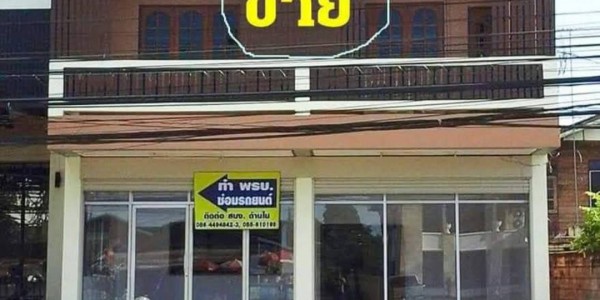 ขาย
ทำ พรบ.
ซ่อมรถยนต์
ติดต่อ สนง. ด้านใน